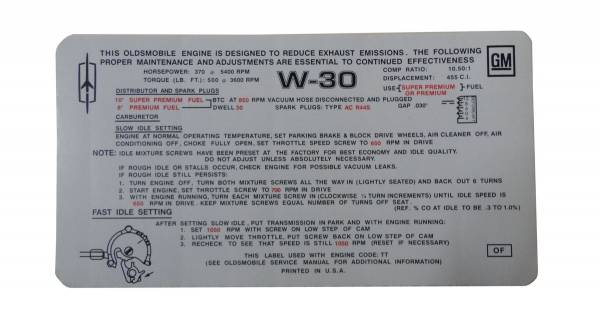 THIS OLDSMOBILE ENGINE IS DESIGNED TO REDUCE EXHAUST EMISSIONS. THE FOLLOWING
PROPER MAINTENANCE AND ADJUSTMENTS ARE ESSENTIAL TO CONTINUED EFFECTIVENESS
GM
HORSEPOWER: 370 @ 5400 RPM
TORQUE (LB. FT.): 500 @ 3600 RPM
W-30
COMP RATIO: 10.50:1
DISPLACEMENT: 455 C.I.
USE SUPER PREMIUM OR PREMIUM FUEL
DISTRIBUTOR AND SPARK PLUGS
10° SUPER PREMIUM FUEL
8° PREMIUM FUEL
BTC AT 850 RPM VACUUM HOSE DISCONNECTED AND PLUGGED
DWELL 30 SPARK PLUGS: TYPE AC R44S GAP .030"
CARBURETOR
SLOW IDLE SETTING
ENGINE AT NORMAL OPERATING TEMPERATURE, SET PARKING BRAKE & BLOCK DRIVE WHEELS, AIR CLEANER OFF, AIR
CONDITIONING OFF, CHOKE FULLY OPEN. SET THROTTLE SPEED SCREW TO 650 RPM IN DRIVE
NOTE: IDLE MIXTURE SCREWS HAVE BEEN PRESET AT THE FACTORY FOR BEST ECONOMY AND IDLE QUALITY.
DO NOT ADJUST UNLESS ABSOLUTELY NECESSARY.
IF ROUGH IDLE OR STALLS OCCUR, CHECK ENGINE FOR POSSIBLE VACUUM LEAKS.
IF ROUGH IDLE STILL PERSISTS:
1. TURN ENGINE OFF, TURN BOTH MIXTURE SCREWS ALL THE WAY IN (LIGHTLY SEATED) AND BACK OUT 6 TURNS
2. START ENGINE, SET THROTTLE SCREW TO 700 RPM IN DRIVE
3. WITH ENGINE RUNNING, TURN EACH MIXTURE SCREW IN (CLOCKWISE ½ TURN INCREMENTS) UNTIL IDLE SPEED IS
650 RPM IN DRIVE. KEEP MIXTURE SCREWS EQUAL NUMBER OF TURNS OFF SEAT.
(REF. % CO AT IDLE TO BE .3 TO 1.0%)
FAST IDLE SETTING
AFTER SETTING SLOW IDLE, PUT TRANSMISSION IN PARK AND WITH ENGINE RUNNING:
1. SET 1050 RPM WITH SCREW ON LOW STEP OF CAM
2. LIGHTLY MOVE THROTTLE, PUT SCREW BACK ON LOW STEP OF CAM
3. RECHECK TO SEE THAT SPEED IS STILL 1050 RPM (RESET IF NECESSARY)
OF
THIS LABEL USED WITH ENGINE CODE: TT
(SEE OLDSMOBILE SERVICE MANUAL FOR ADDITIONAL INFORMATION)
PRINTED IN U.S.A.